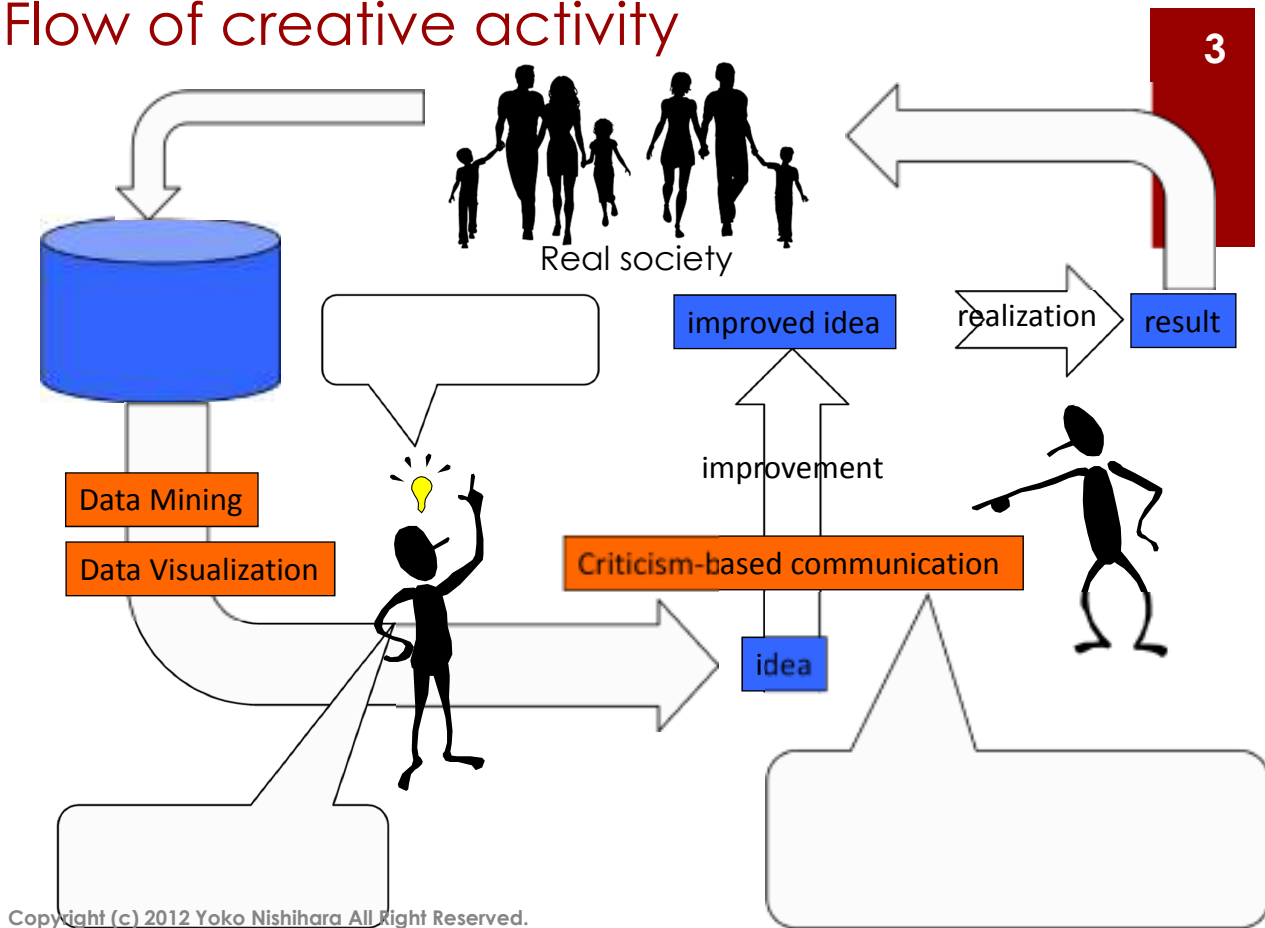 Flow of creative activity
3
Real society
improved idea
realization
result
improvement
Data Mining
Data Visualization
Criticism-based communication
idea
Copyright (c) 2012 Yoko Nishihara All Right Reserved.